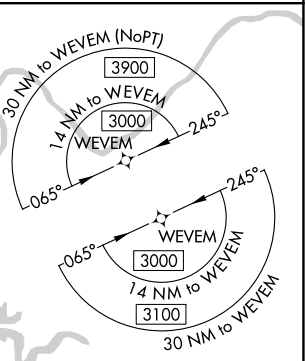 30 NM to WEVEM (NoPT)
3900
14 NM to WEVEM
3000
245°
WEVEM
065°
245°
065°
WEVEM
3000
14 NM to WEVEM
3100
30 NM to WEVEM